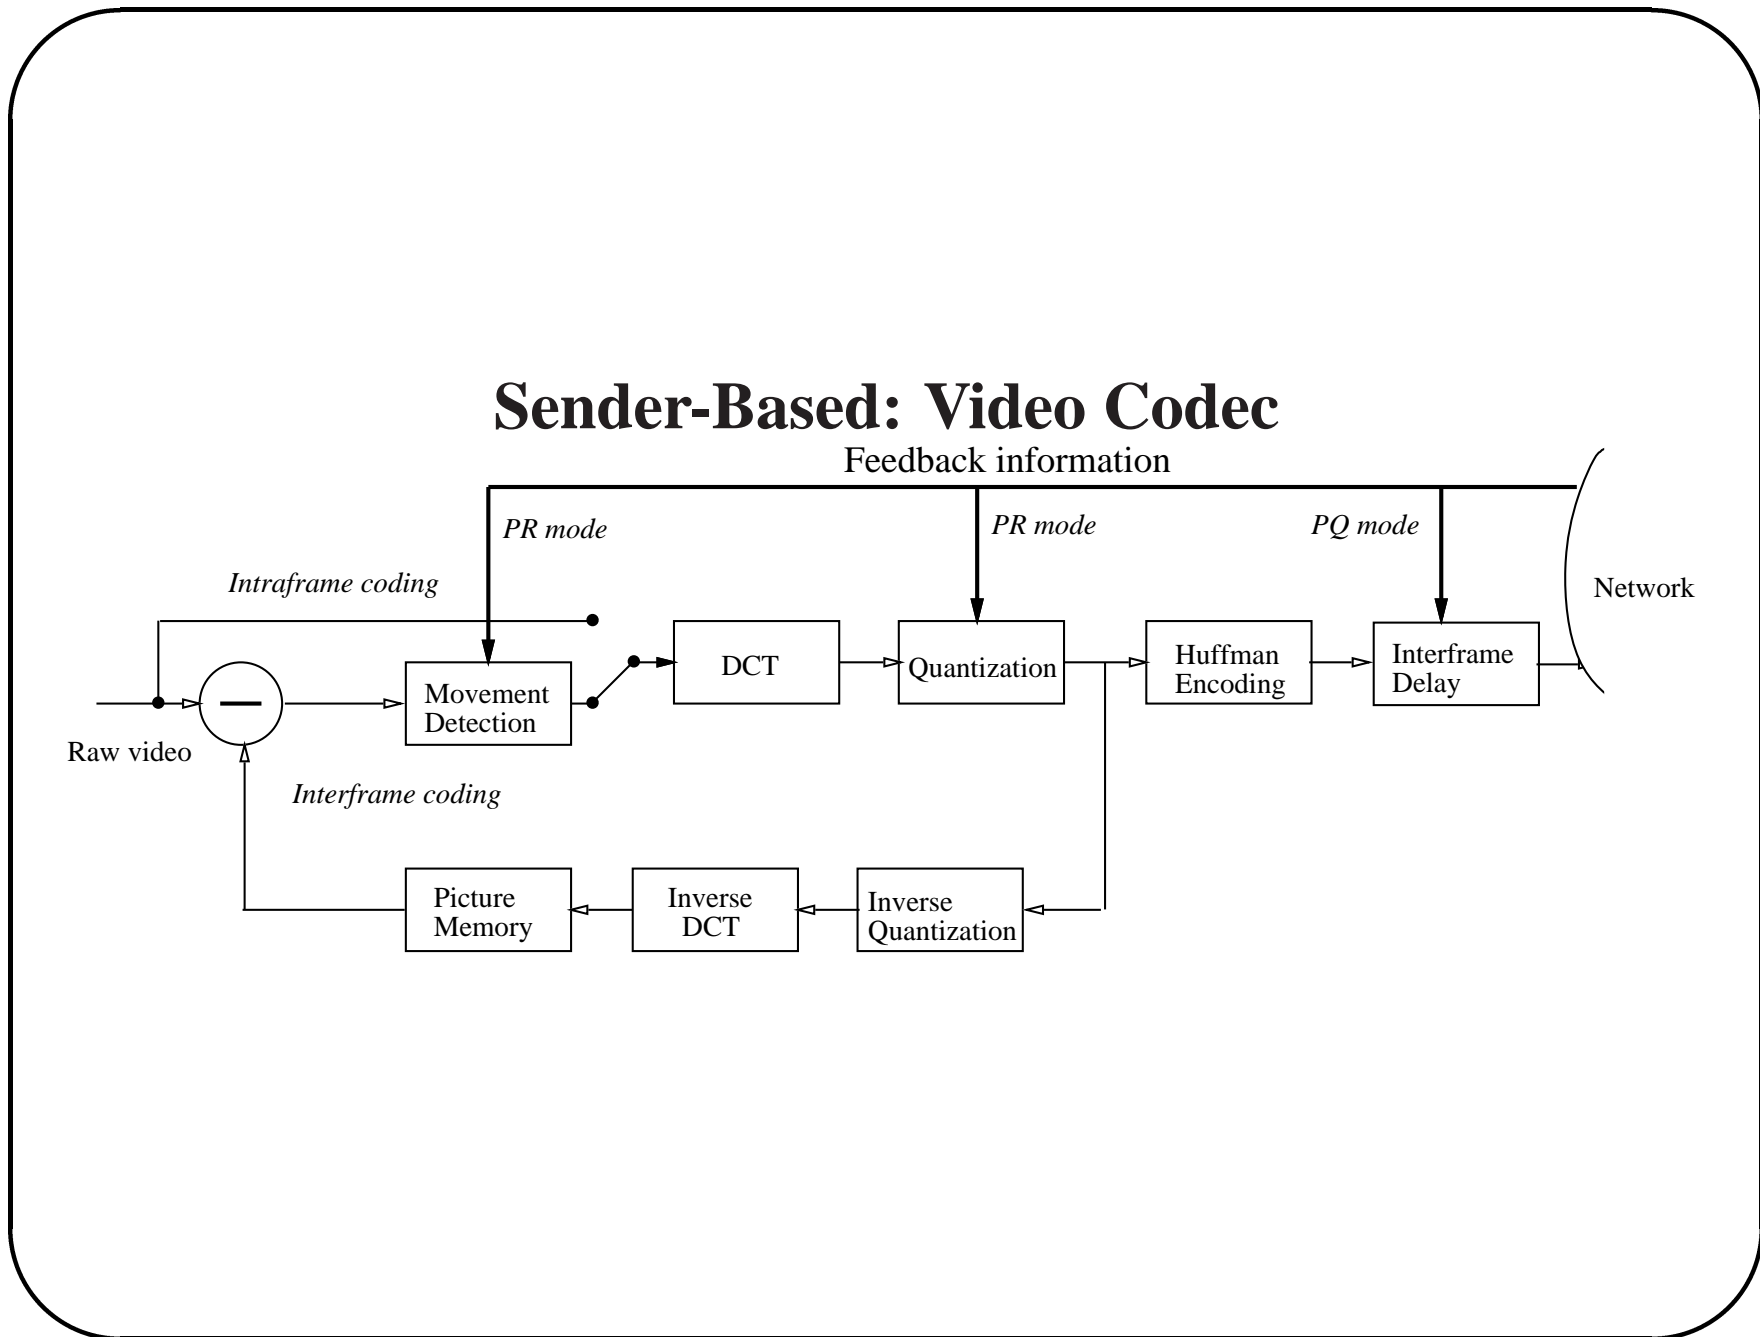 Sender-Based: Video Codec
Feedback information
PR mode
PR mode
PQ mode
Intraframe coding
Network
DCT
Quantization
Huffman
Encoding
Interframe
Delay
Movement
Detection
Raw video
Interframe coding
Picture
Memory
Inverse
DCT
Inverse
Quantization